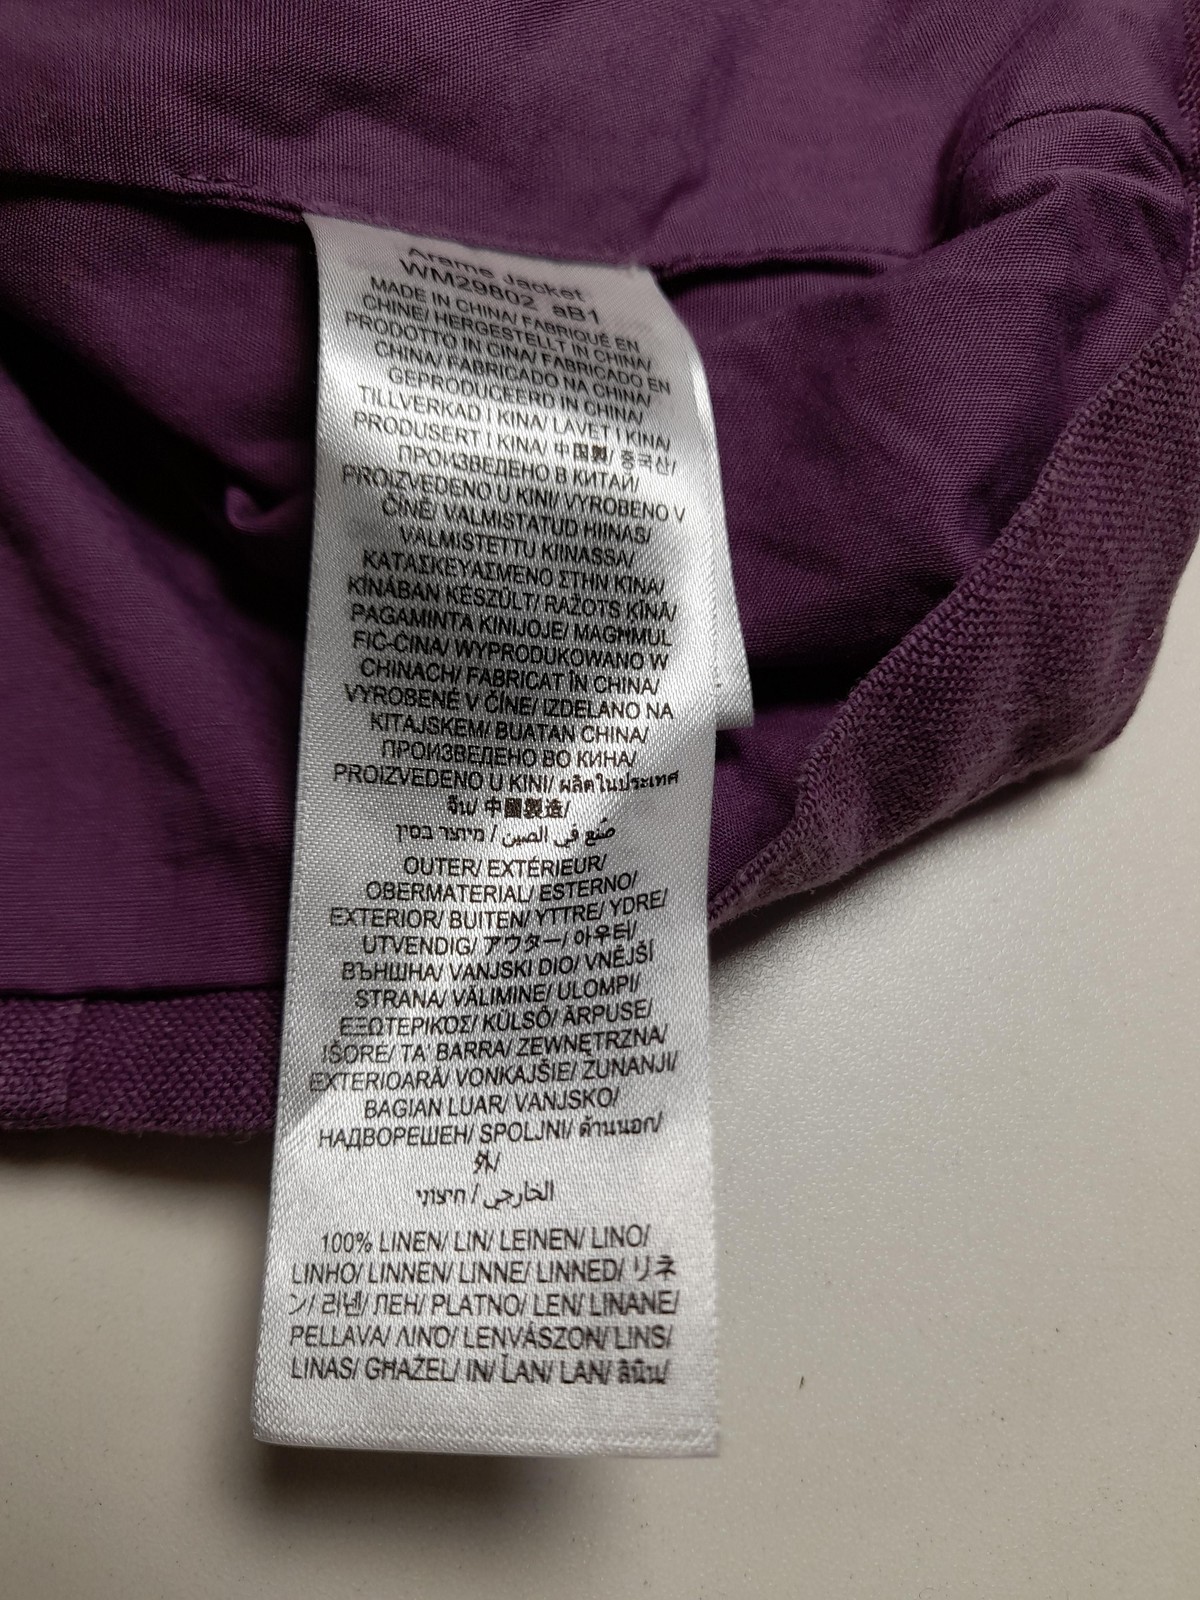 Arame Jacket
WM29802 aB1
MADE IN CHINA/ FABRIQUÉ EN
CHINE/ HERGESTELLT IN CHINA/
PRODOTTO IN CINA/ FABRICADO EN
CHINA/ FABRICADO NA CHINA/
GEPRODUCEERD IN CHINA/
TILLVERKAD I KINA/ LAVET I KINA/
PRODUSERT I KINA/ 中国製/ 중국산/
ПРОИЗВЕДЕНО В КИТАЙ/
PROIZVEDENO U KINI/ VYROBENO V
ČÍNĚ/ VALMISTATUD HIINAS/
VALMISTETTU KIINASSA/
ΚΑΤΑΣΚΕΥΑΣΜΕΝΟ ΣΤΗΝ ΚΙΝΑ/
KÍNÁBAN KÉSZÜLT/ RAŽOTS ĶĪNĀ/
PAGAMINTA KINIJOJE/ MAGĦMUL
FIĊ-ĊINA/ WYPRODUKOWANO W
CHINACH/ FABRICAT ÎN CHINA/
VYROBENÉ V ČÍNE/ IZDELANO NA
KITAJSKEM/ BUATAN CHINA/
ПРОИЗВЕДЕНО ВО КИНА/
PROIZVEDENO U KINI/ ผลิตในประเทศ
จีน/ 中國製造/
صُنع في الصين / מיוצר בסין
OUTER/ EXTÉRIEUR/
OBERMATERIAL/ ESTERNO/
EXTERIOR/ BUITEN/ YTTRE/ YDRE/
UTVENDIG/ アウター/ 아우터/
ВЪНШНА/ VANJSKI DIO/ VNĚJŠÍ
STRANA/ VÄLIMINE/ ULOMPI/
ΕΞΩΤΕΡΙΚΌΣ/ KÜLSŐ/ ĀRPUSE/
IŠORĖ/ TA' BARRA/ ZEWNĘTRZNA/
EXTERIOARĂ/ VONKAJŠIE/ ZUNANJI/
BAGIAN LUAR/ VANJSKO/
НАДВОРЕШЕН/ SPOLJNI/ ด้านนอก/
外/
الخارجي / חיצוני
100% LINEN/ LIN/ LEINEN/ LINO/
LINHO/ LINNEN/ LINNE/ LINNED/ リネ
ン/ 리넨/ ЛЕН/ PLATNO/ LEN/ LINANE/
PELLAVA/ ΛΙΝΟ/ LENVÁSZON/ LINS/
LINAS/ GĦAŻEL/ IN/ ĽAN/ LAN/ ลินิน/